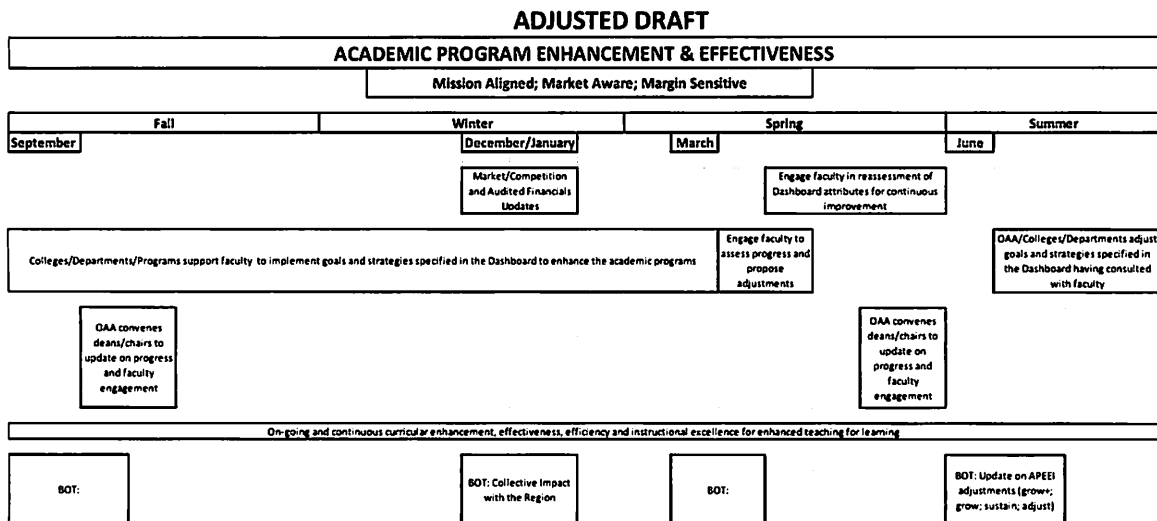 ADJUSTED DRAFT
ACADEMIC PROGRAM ENHANCEMENT & EFFECTIVENESS
Mission Aligned; Market Aware; Margin Sensitive
Fall
Winter
Spring
Summer
September
December/January
March
June
Market/Competition
and Audited Financials
Updates
Engage faculty in reassessment of
Dashboard attributes for continuous
improvement
Colleges/Departments/Programs support faculty to implement goals and strategies specified in the Dashboard to enhance the academic programs
Engage faculty to
assess progress and
propose
adjustments
OAA/Colleges/Departments adjust
goals and strategies specified in
the Dashboard having consulted
with faculty
OAA convenes
deans/chairs to
update on progress
and faculty
engagement
OAA convenes
deans/chairs to
update on
progress and
faculty
engagement
On-going and continuous curricular enhancement, effectiveness, efficiency and instructional excellence for enhanced teaching for learning
BOT:
BOT: Collective Impact
with the Region
BOT:
BOT: Update on APEEI
adjustments (grow+;
grow; sustain; adjust)